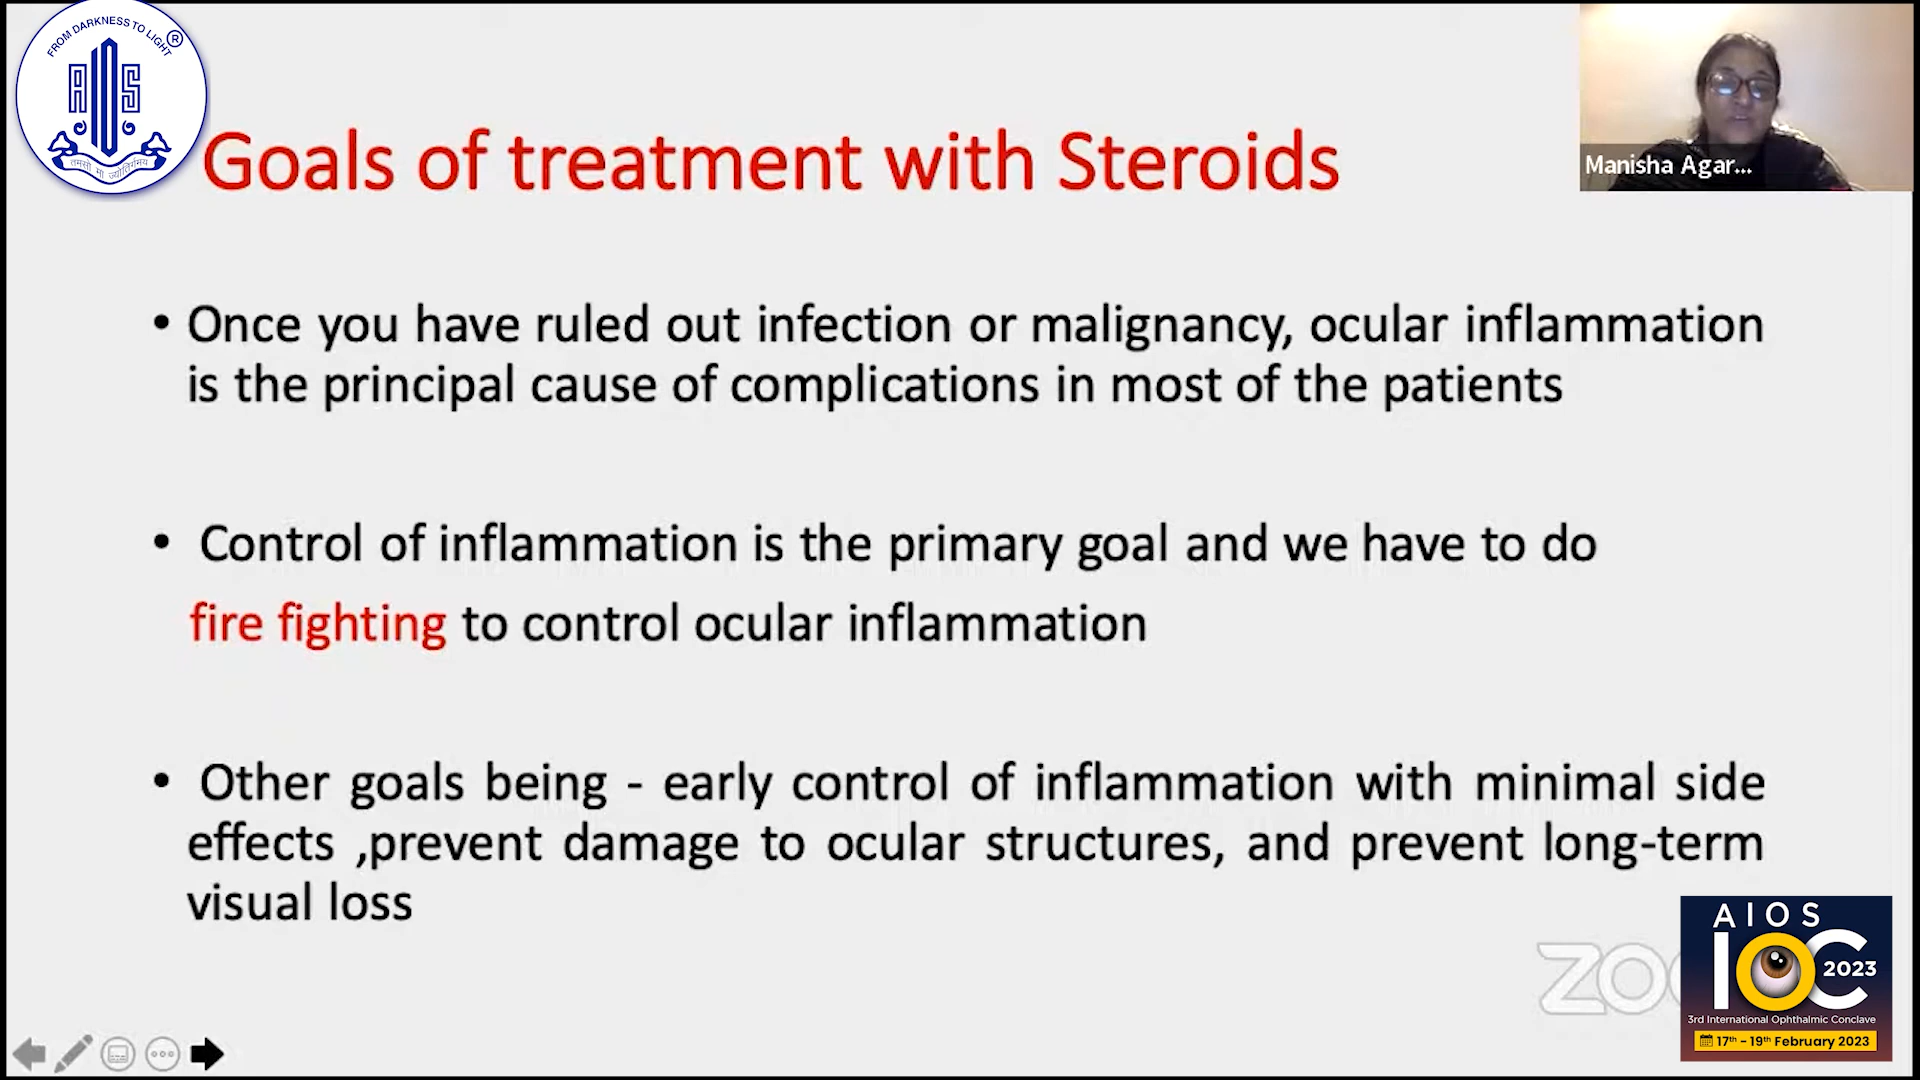 FROM DARKNESS TO LIGHT
®
AIOS
तमसो मा ज्योतिर्गमय
Goals of treatment with Steroids
Manisha Agar...
• Once you have ruled out infection or malignancy, ocular inflammation
is the principal cause of complications in most of the patients
• Control of inflammation is the primary goal and we have to do
fire fighting to control ocular inflammation
• Other goals being - early control of inflammation with minimal side
effects ,prevent damage to ocular structures, and prevent long-term
visual loss
ZO
AIOS
IOC 2023
3rd International Ophthalmic Conclave
17th - 19th February 2023